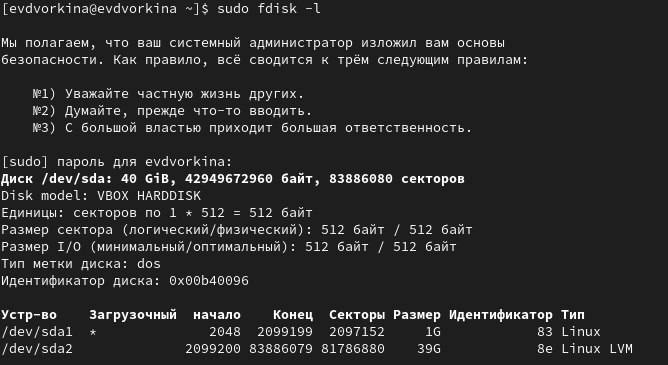 [evdvorkina@evdvorkina ~]$ sudo fdisk -l
Мы полагаем, что ваш системный администратор изложил вам основы
безопасности. Как правило, всё сводится к трём следующим правилам:
№1) Уважайте частную жизнь других.
№2) Думайте, прежде что-то вводить.
№3) С большой властью приходит большая ответственность.
[sudo] пароль для evdvorkina:
Диск /dev/sda: 40 GiB, 42949672960 байт, 83886080 секторов
Disk model: VBOX HARDDISK
Единицы: секторов по 1 * 512 = 512 байт
Размер сектора (логический/физический): 512 байт / 512 байт
Размер I/O (минимальный/оптимальный): 512 байт / 512 байт
Тип метки диска: dos
Идентификатор диска: 0x00b40096
Устр-во    Загрузочный  начало    Конец  Секторы Размер Идентификатор Тип
/dev/sda1  *              2048  2099199  2097152     1G            83 Linux
/dev/sda2              2099200 83886079 81786880    39G            8e Linux LVM